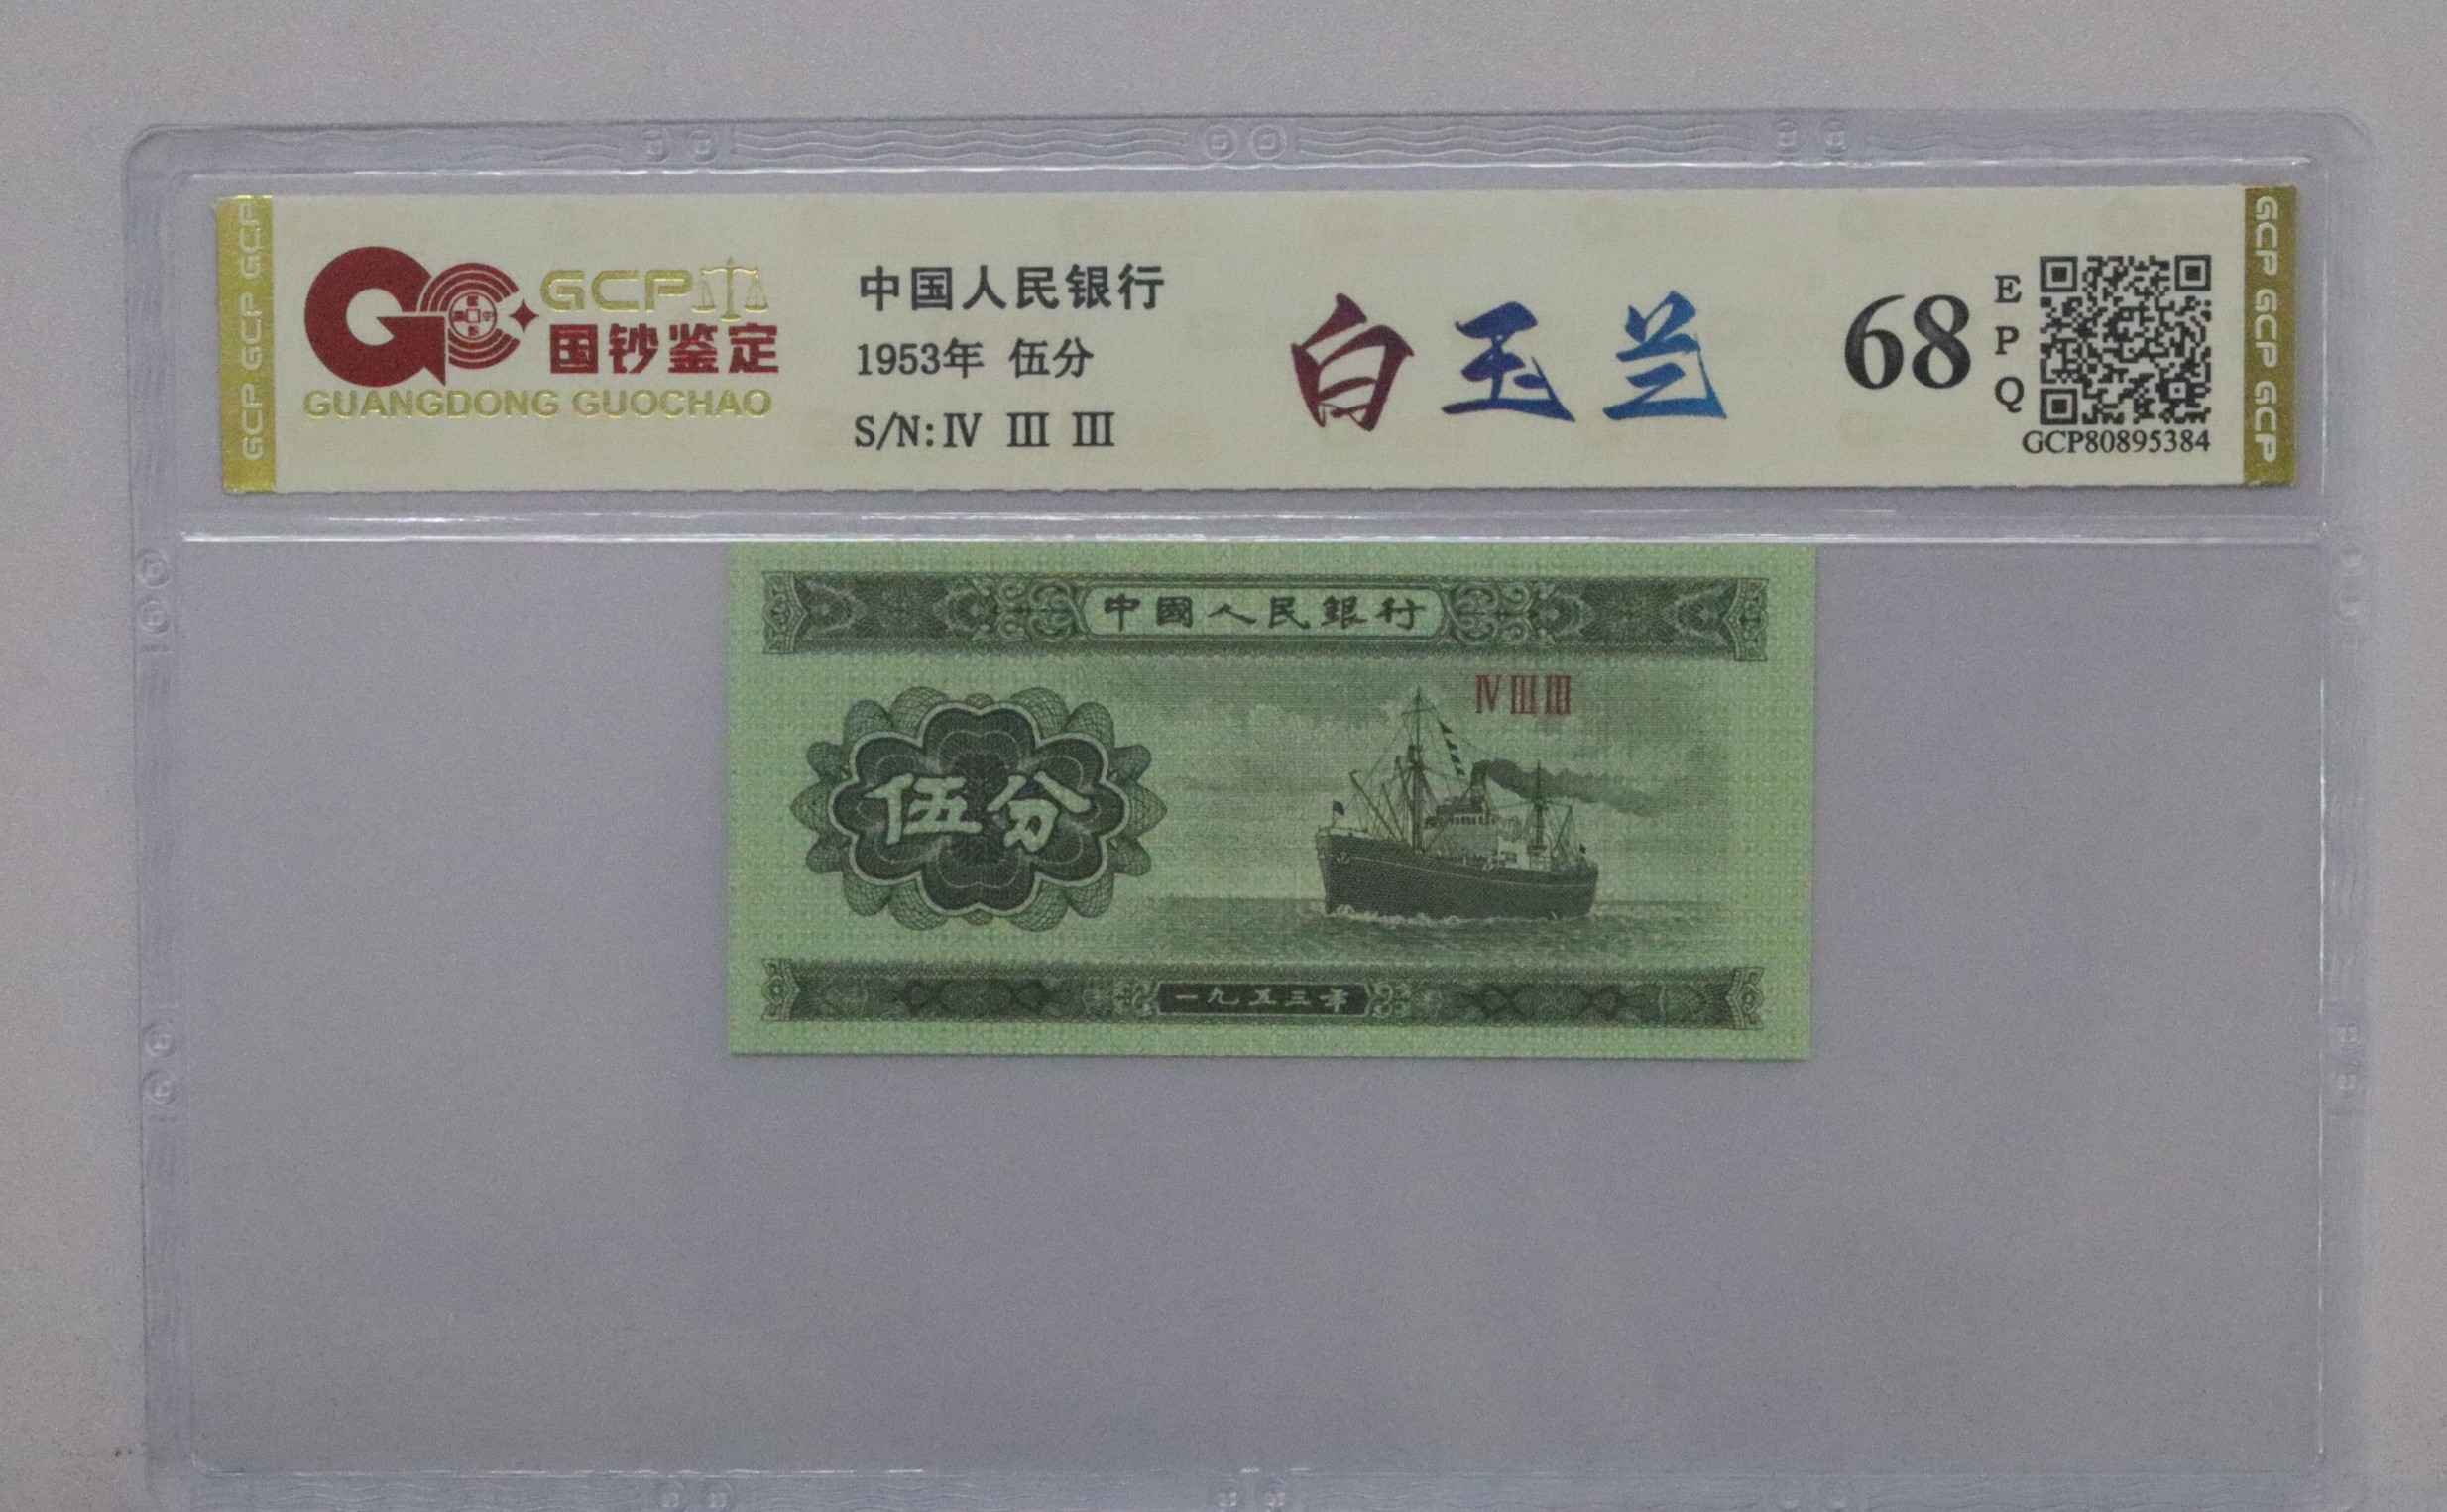 GCP GCP GCP
GCP
国钞鉴定
GUANGDONG GUOCHAO
中国人民银行
1953年 伍分
S/N: Ⅳ Ⅲ Ⅲ
白玉兰
68
EPQ
GCP80895384
GCP GCP GCP
中國人民銀行
Ⅳ Ⅲ Ⅲ
伍分
一九五三年